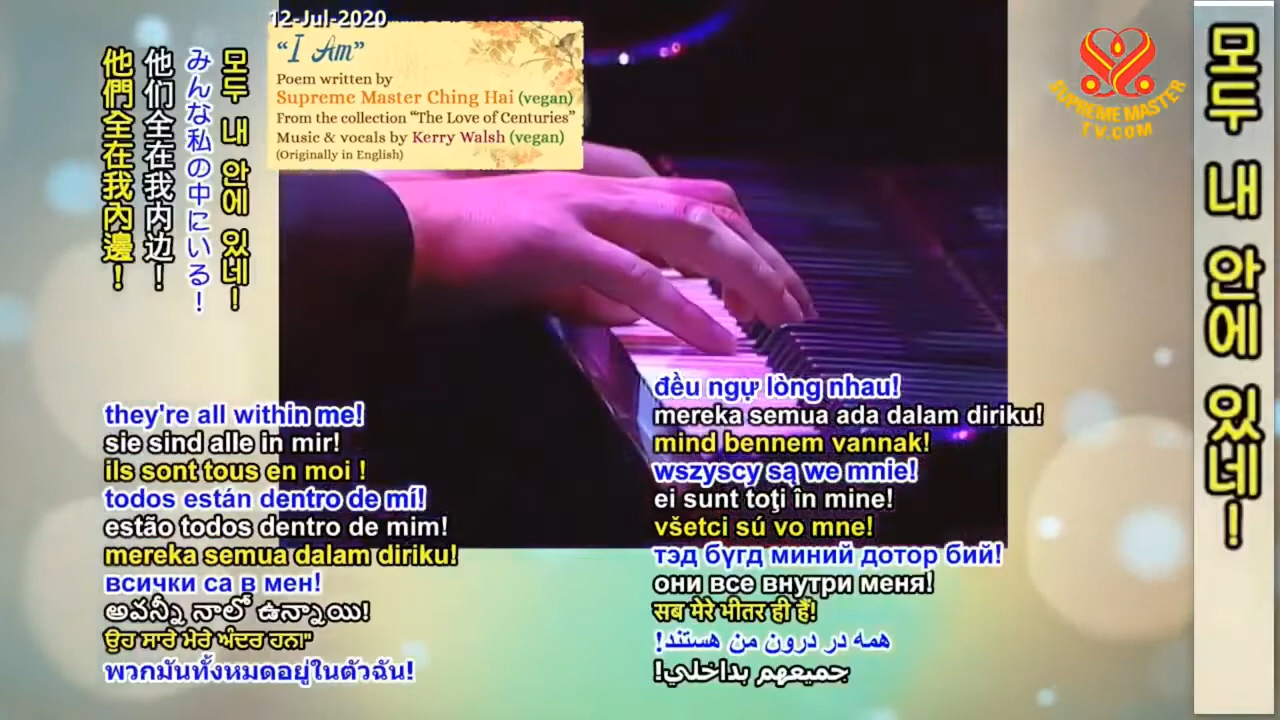 12-Jul-2020
“I Am”
Poem written by
Supreme Master Ching Hai (vegan)
From the collection “The Love of Centuries”
Music & vocals by Kerry Walsh (vegan)
(Originally in English)
SUPREME MASTER
TV.COM
모두 내 안에 있네!
みんな私の中にいる!
他们全在我内边!
他們全在我內邊!
they're all within me!
sie sind alle in mir!
ils sont tous en moi !
todos están dentro de mí!
estão todos dentro de mim!
mereka semua dalam diriku!
всички са в мен!
అవన్నీ నాలో ఉన్నాయి!
ਉਹ ਸਾਰੇ ਮੇਰੇ ਅੰਦਰ ਹਨ।"
พวกมันทั้งหมดอยู่ในตัวฉัน!
đều ngự lòng nhau!
mereka semua ada dalam diriku!
mind bennem vannak!
wszyscy są we mnie!
ei sunt toţi în mine!
všetci sú vo mne!
тэд бүгд миний дотор бий!
они все внутри меня!
सब मेरे भीतर ही हैं!
همه در درون من هستند!
جميعهم بداخلي!
모두 내 안에 있네!